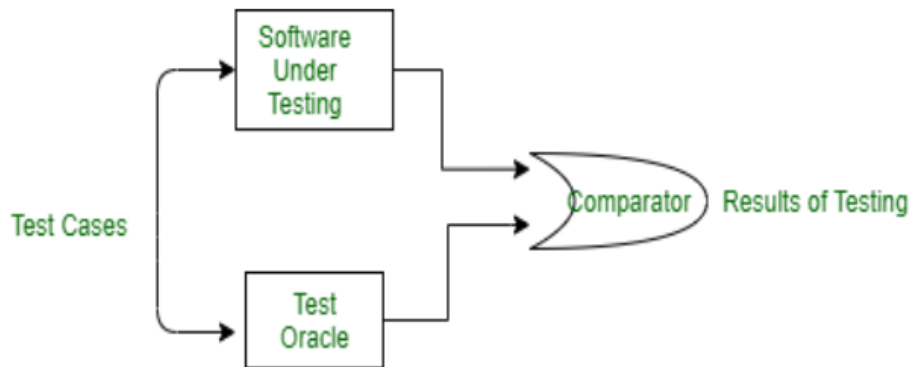 Software
Under
Testing
Test Cases
Comparator
Results of Testing
Test
Oracle